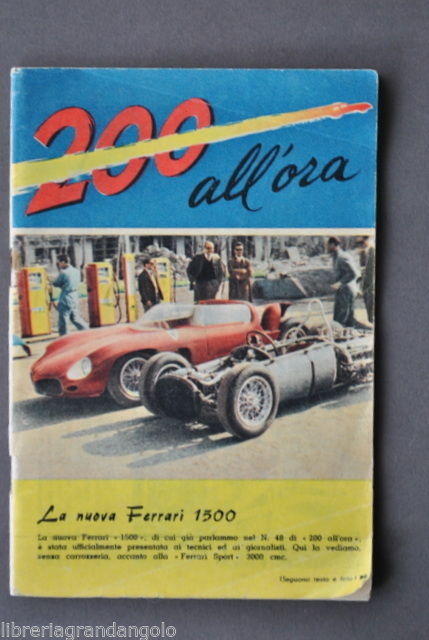 200
all'ora
La nuova Ferrari 1500
La nuova Ferrari « 1500 », di cui già parlammo nel N. 48 di « 200 all'ora »,
è stata ufficialmente presentata ai tecnici ed ai giornalisti. Qui la vediamo,
senza carrozzeria, accanto alla « Ferrari Sport » 2000 cmc.
(Seguono testo e foto
libreriagrandangolo